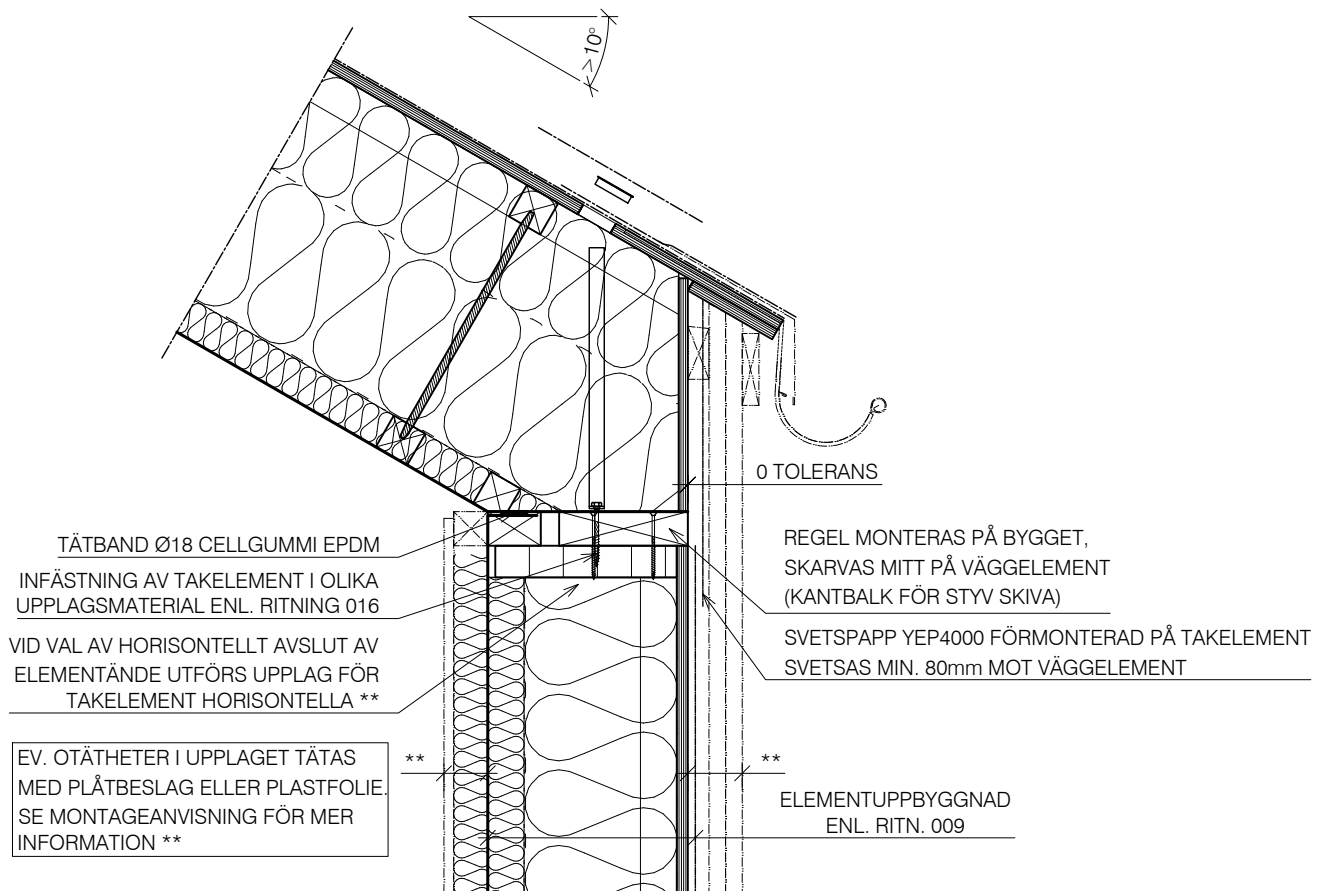 >10°
0 TOLERANS
TÄTBAND Ø18 CELLGUMMI EPDM
INFÄSTNING AV TAKELEMENT I OLIKA
UPPLAGSMATERIAL ENL. RITNING 016
VID VAL AV HORISONTELLT AVSLUT AV
ELEMENTÄNDE UTFÖRS UPPLAG FÖR
TAKELEMENT HORISONTELLA **
EV. OTÄTHETER I UPPLAGET TÄTAS
MED PLÅTBESLAG ELLER PLASTFOLIE.
SE MONTAGEANVISNING FÖR MER
INFORMATION **
**
**
REGEL MONTERAS PÅ BYGGET,
SKARVAS MITT PÅ VÄGGELEMENT
(KANTBALK FÖR STYV SKIVA)
SVETSPAPP YEP4000 FÖRMONTERAD PÅ TAKELEMENT
SVETSAS MIN. 80mm MOT VÄGGELEMENT
ELEMENTUPPBYGGNAD
ENL. RITN. 009